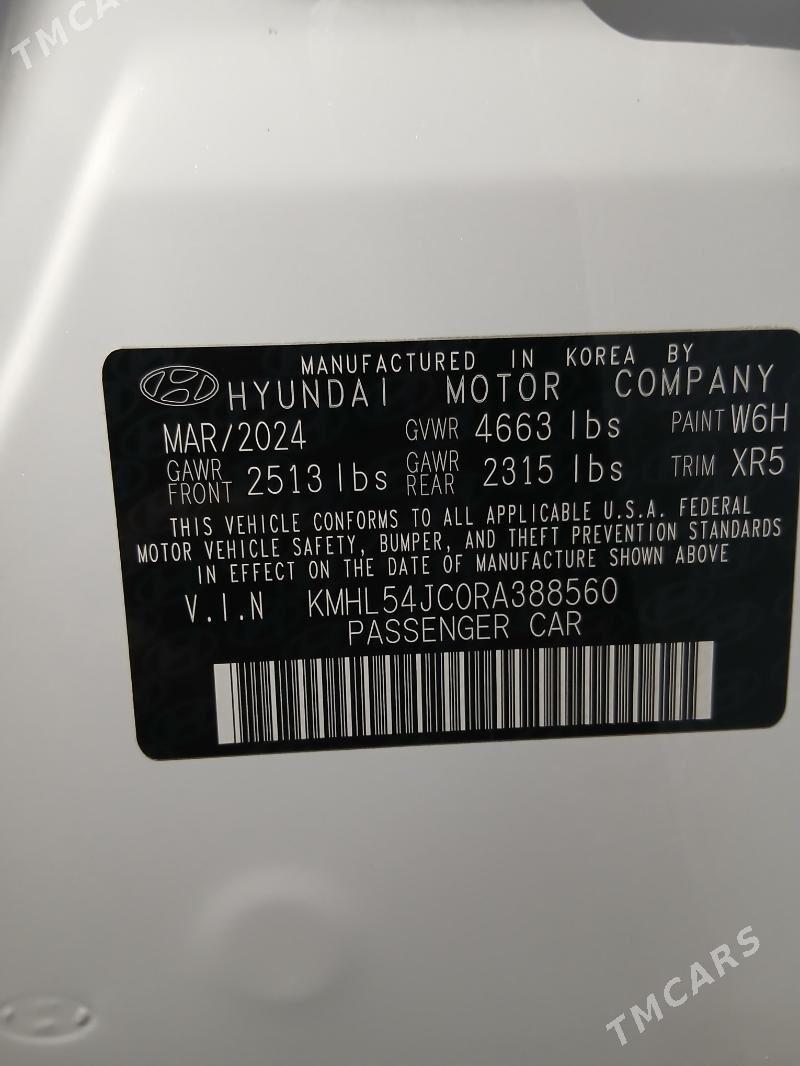 TMCARS
MANUFACTURED IN KOREA BY
HYUNDAI MOTOR COMPANY
MAR/2024 GVWR 4663 lbs PAINT W6H
GAWR FRONT 2513 lbs GAWR REAR 2315 lbs TRIM XR5
THIS VEHICLE CONFORMS TO ALL APPLICABLE U.S.A. FEDERAL
MOTOR VEHICLE SAFETY, BUMPER, AND THEFT PREVENTION STANDARDS
IN EFFECT ON THE DATE OF MANUFACTURE SHOWN ABOVE
V.I.N KMHL54JC0RA388560
PASSENGER CAR
TMCARS